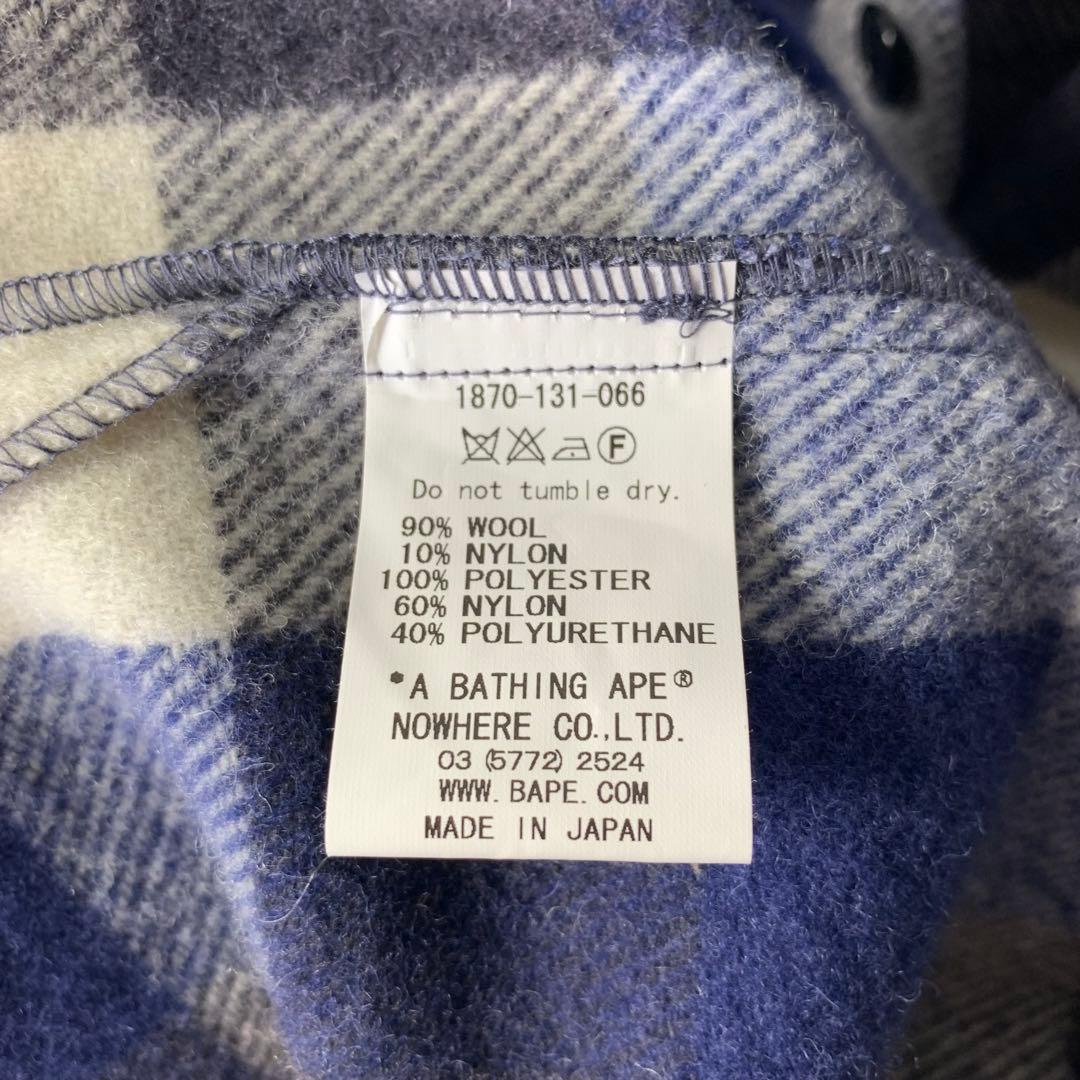 1870-131-066
F
Do not tumble dry.
90% WOOL
10% NYLON
100% POLYESTER
60% NYLON
40% POLYURETHANE
*A BATHING APE®
NOWHERE CO.,LTD.
03 (5772) 2524
WWW. BAPE. COM
MADE IN JAPAN